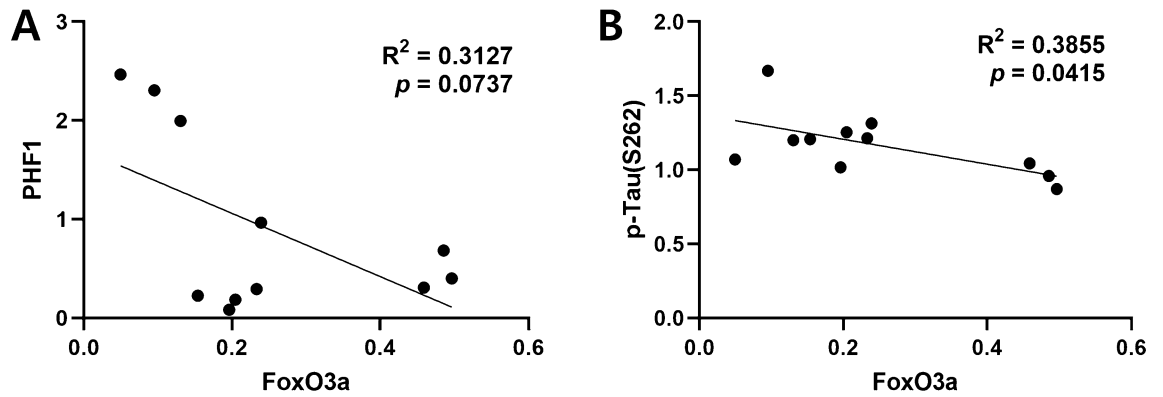 A
R² = 0.3127
p = 0.0737
PHF1
3
2
1
0
0.0 0.2 0.4 0.6
FoxO3a
B
R² = 0.3855
p = 0.0415
p-Tau(S262)
2.0
1.5
1.0
0.5
0.0
0.0 0.2 0.4 0.6
FoxO3a